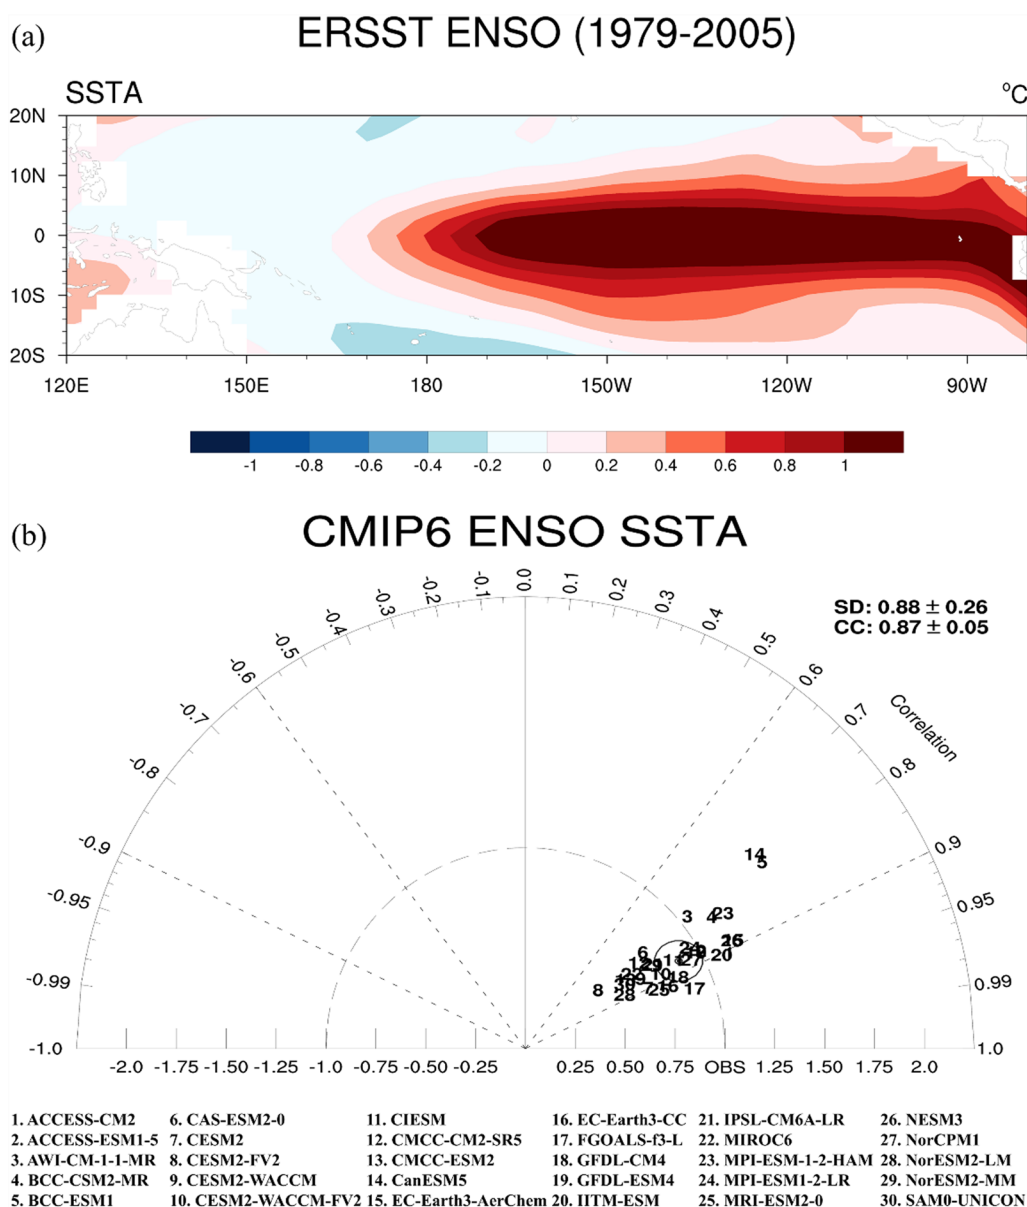 (a)
ERSST ENSO (1979-2005)
SSTA
°C
20N
10N
0
10S
20S
120E 150E 180 150W 120W 90W
-1 -0.8 -0.6 -0.4 -0.2 0 0.2 0.4 0.6 0.8 1
(b)
CMIP6 ENSO SSTA
SD: 0.88 ± 0.26
CC: 0.87 ± 0.05
-1.0 -0.99 -0.95 -0.9 -0.8 -0.7 -0.6 -0.5 -0.4 -0.3 -0.2 -0.1 0.0 0.1 0.2 0.3 0.4 0.5 0.6 0.7 0.8 0.9 0.95 0.99 1.0
Correlation
14
5
3 4 23
20
6
10 18
8 28 25 17
-2.0 -1.75 -1.50 -1.25 -1.0 -0.75 -0.50 -0.25 0.25 0.50 0.75 OBS 1.25 1.50 1.75 2.0
1. ACCESS-CM2 6. CAS-ESM2-0 11. CIESM 16. EC-Earth3-CC 21. IPSL-CM6A-LR 26. NESM3
2. ACCESS-ESM1-5 7. CESM2 12. CMCC-CM2-SR5 17. FGOALS-f3-L 22. MIROC6 27. NorCPM1
3. AWI-CM-1-1-MR 8. CESM2-FV2 13. CMCC-ESM2 18. GFDL-CM4 23. MPI-ESM-1-2-HAM 28. NorESM2-LM
4. BCC-CSM2-MR 9. CESM2-WACCM 14. CanESM5 19. GFDL-ESM4 24. MPI-ESM1-2-LR 29. NorESM2-MM
5. BCC-ESM1 10. CESM2-WACCM-FV2 15. EC-Earth3-AerChem 20. IITM-ESM 25. MRI-ESM2-0 30. SAM0-UNICON